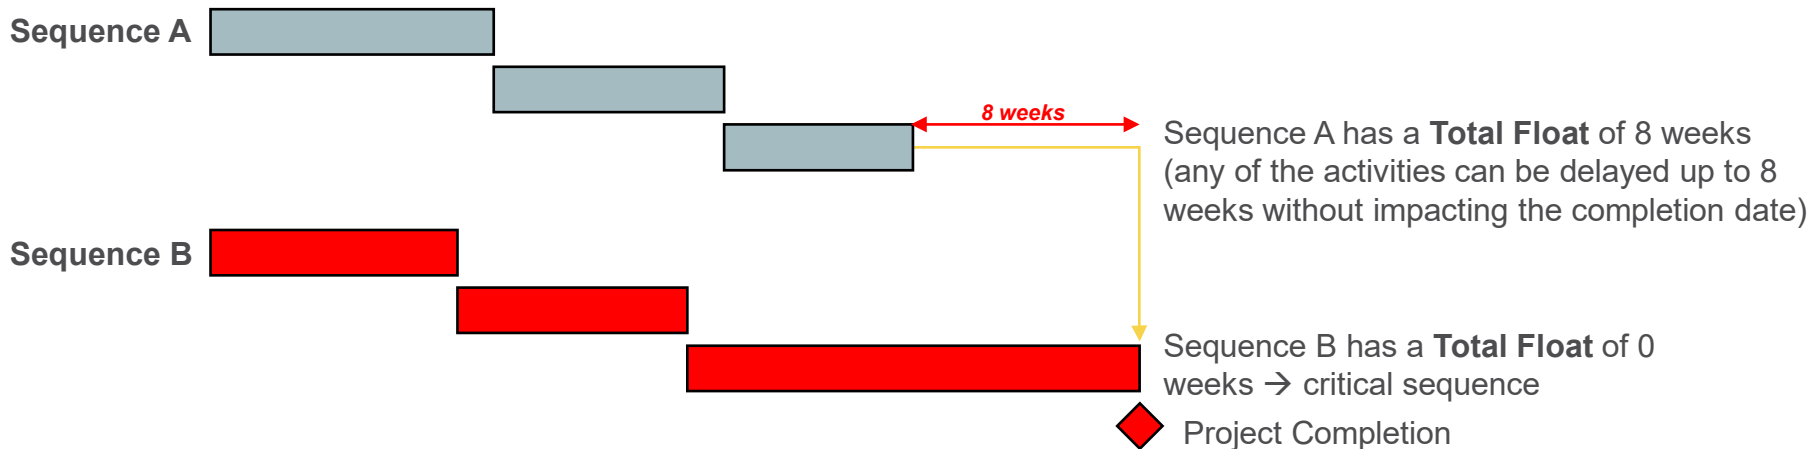 Sequence A
8 weeks
Sequence A has a Total Float of 8 weeks
(any of the activities can be delayed up to 8
weeks without impacting the completion date)
Sequence B
Sequence B has a Total Float of 0
weeks → critical sequence
Project Completion